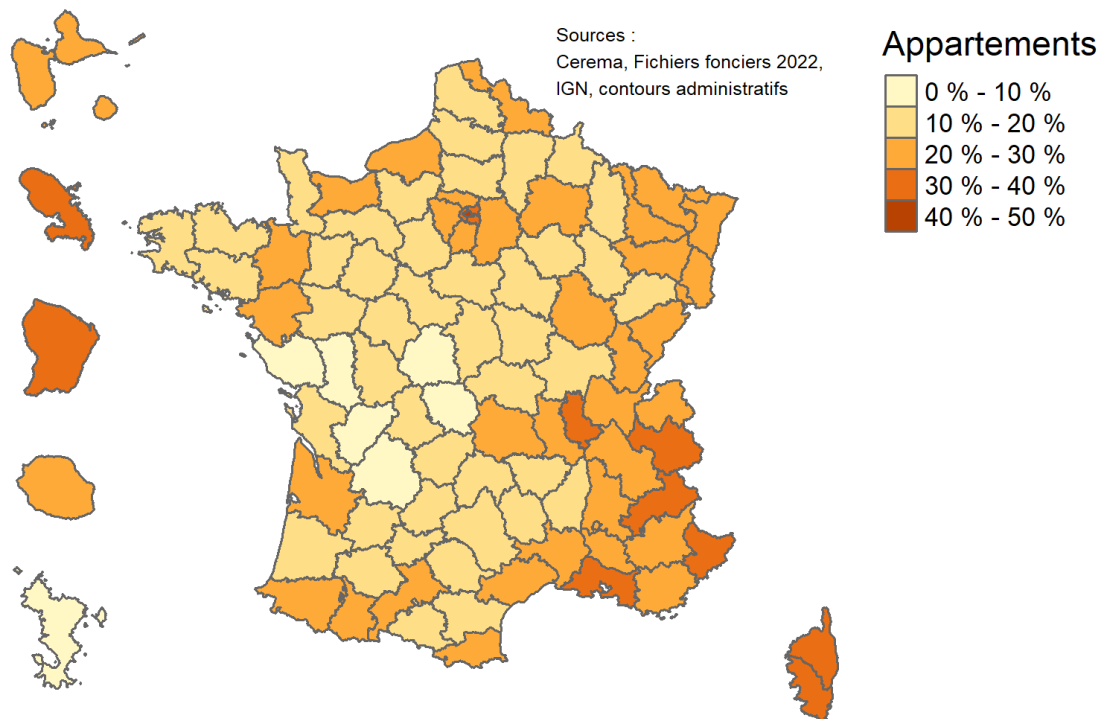 Sources :
Cerema, Fichiers fonciers 2022,
IGN, contours administratifs
Appartements
0 % - 10 %
10 % - 20 %
20 % - 30 %
30 % - 40 %
40 % - 50 %